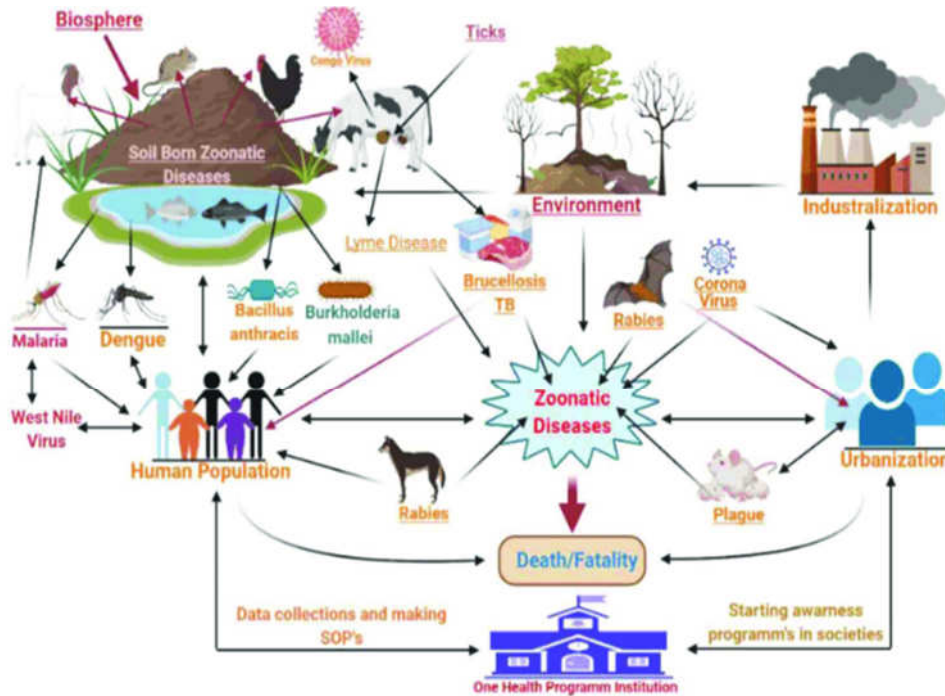 Biosphere
Congo Virus
Ticks
Soil Born Zoonatic
Diseases
Environment
Industralization
Lyme Disease
Brucellosis
TB
Corona
Virus
Rabies
Malaria
Dengue
Bacillus
anthracis
Burkholderia
mallei
West Nile
Virus
Zoonatic
Diseases
Human Population
Urbanization
Rabies
Plague
Death/Fatality
Data collections and making
SOP's
Starting awarness
programm's in societies
One Health Programm Institution